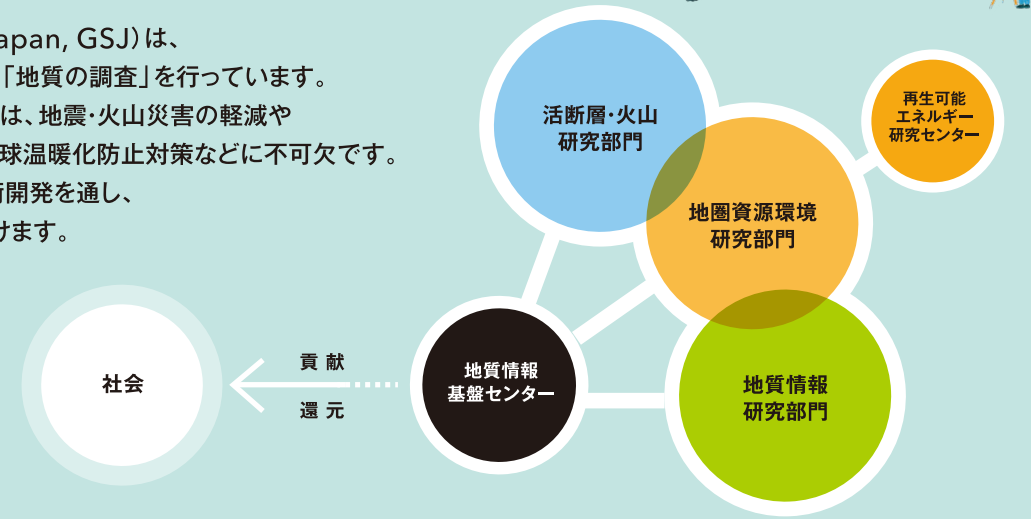 apan, GSJ）は、
「地質の調査」を行っています。
は、地震・火山災害の軽減や
球温暖化防止対策などに不可欠です。
開発を通し、
けます。
活断層・火山
研究部門
再生可能
エネルギー
研究センター
地圏資源環境
研究部門
社会
貢献
還元
地質情報
基盤センター
地質情報
研究部門